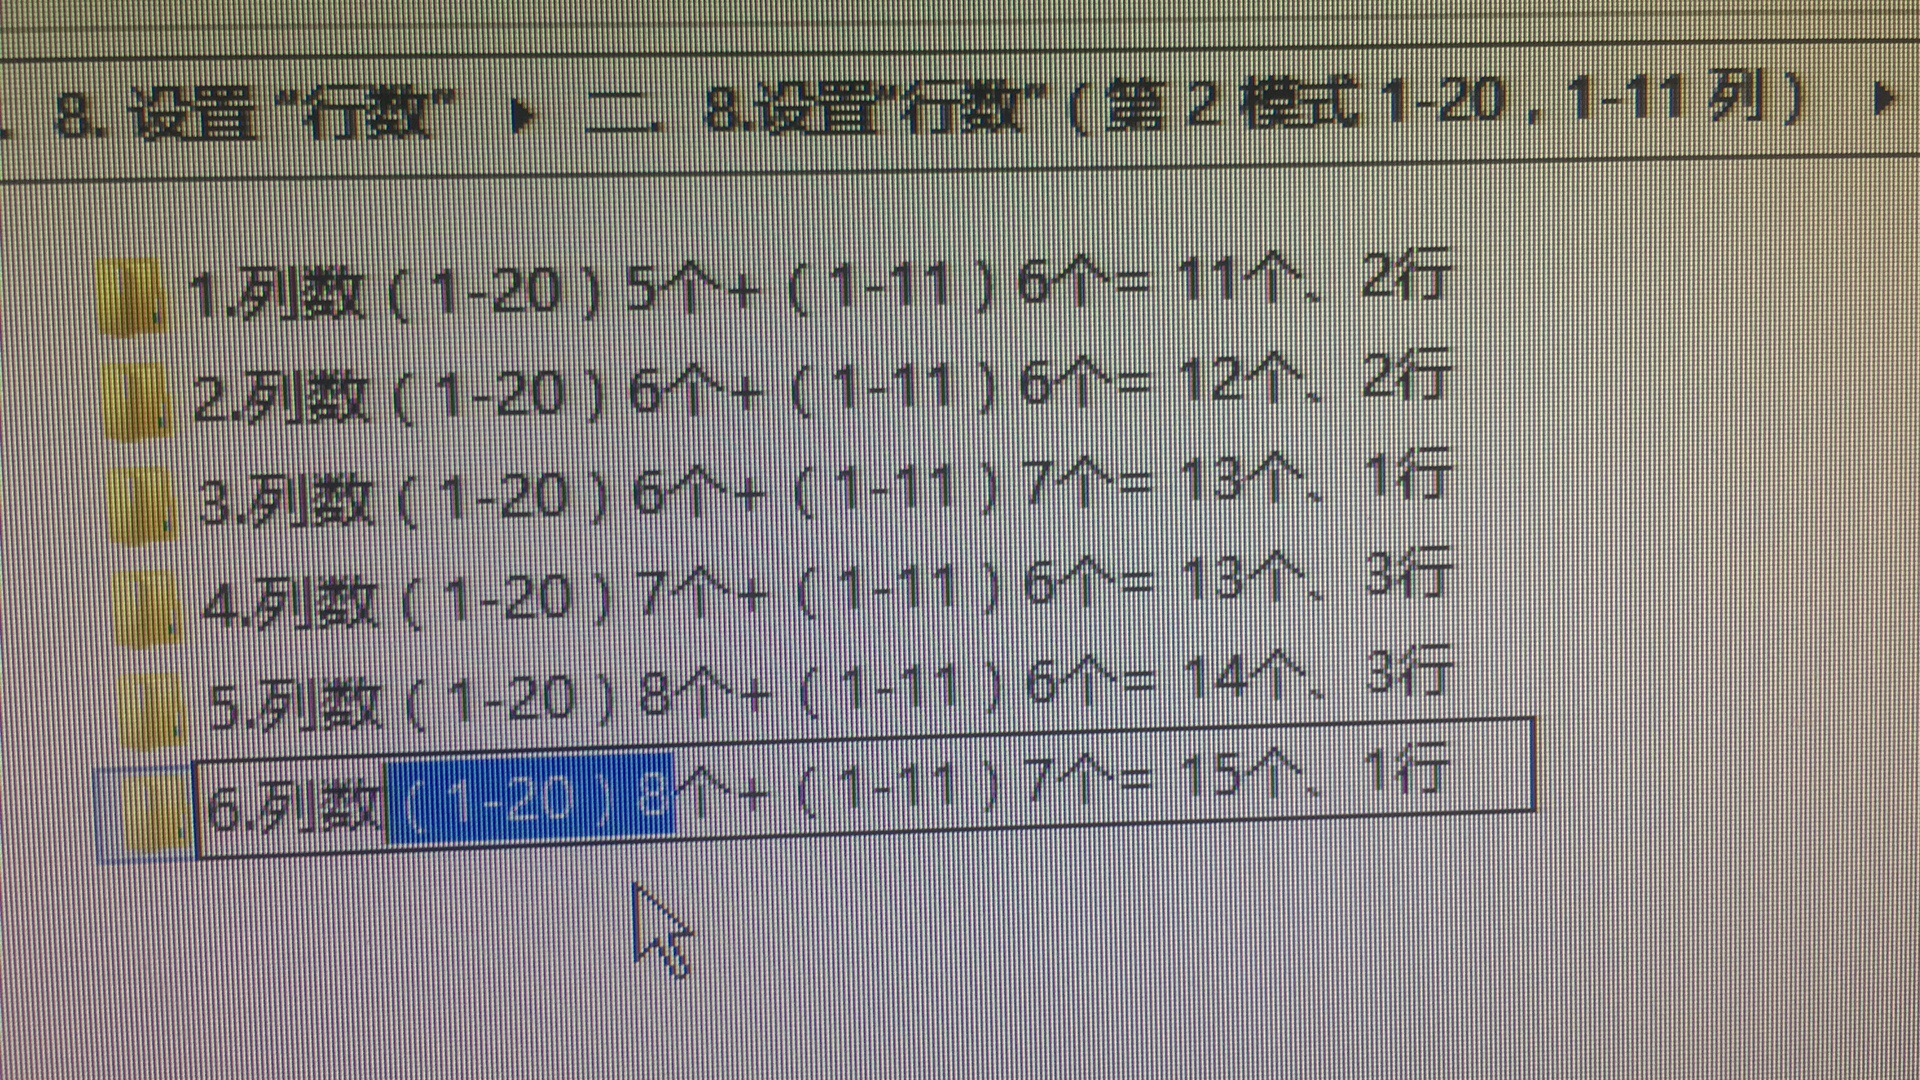 . 8. 设置 “行数” ▸ 二. 8.设置“行数”（第 2 模式 1-20，1-11 列） ▸
1.列数（1-20）5个+（1-11）6个= 11个、2行
2.列数（1-20）6个+（1-11）6个= 12个、2行
3.列数（1-20）6个+（1-11）7个= 13个、1行
4.列数（1-20）7个+（1-11）6个= 13个、3行
5.列数（1-20）8个+（1-11）6个= 14个、3行
6.列数（1-20）8个+（1-11）7个= 15个、1行